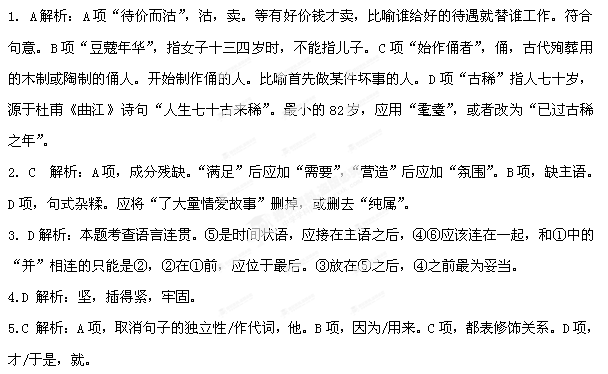 1. A解析：A项“待价而沽”，沽，卖。等有好价钱才卖，比喻谁给好的待遇就替谁工作。符合
句意。B项“豆蔻年华”，指女子十三四岁时，不能指儿子。C项“始作俑者”，俑，古代殉葬用
的木制或陶制的俑人。开始制作俑的人。比喻首先做某件坏事的人。D项“古稀”指人七十岁，
源于杜甫《曲江》诗句“人生七十古来稀”。最小的82岁，应用“耄耋”，或者改为“已过古稀
之年”。
2. C 解析：A项，成分残缺。“满足”后应加“需要”，“营造”后应加“氛围”。B项，缺主语。
D项，句式杂糅。应将“了大量情爱故事”删掉，或删去“纯属”。
3. D解析：本题考查语言连贯。⑤是时间状语，应接在主语之后，④⑥应该连在一起，和①中的
“并”相连的只能是②，②在①前，应位于最后。③放在⑤之后，④之前最为妥当。
4.D 解析：坚，插得紧，牢固。
5.C 解析：A项，取消句子的独立性/作代词，他。B项，因为/用来。C项，都表修饰关系。D项，
才/于是，就。